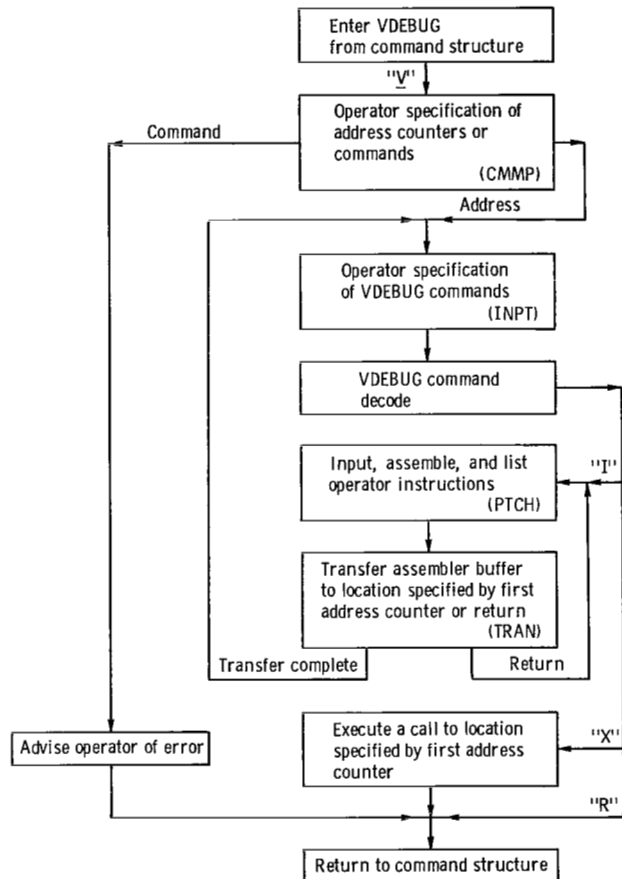 Enter VDEBUG
from command structure
"V"
Operator specification of
address counters or
commands
(CMMP)
Command
Address
Operator specification
of VDEBUG commands
(INPT)
VDEBUG command
decode
Input, assemble, and list
operator instructions
(PTCH)
"I"
Transfer assembler buffer
to location specified by first
address counter or return
(TRAN)
Transfer complete
Return
Advise operator of error
Execute a call to location
specified by first address
counter
"X"
"R"
Return to command structure